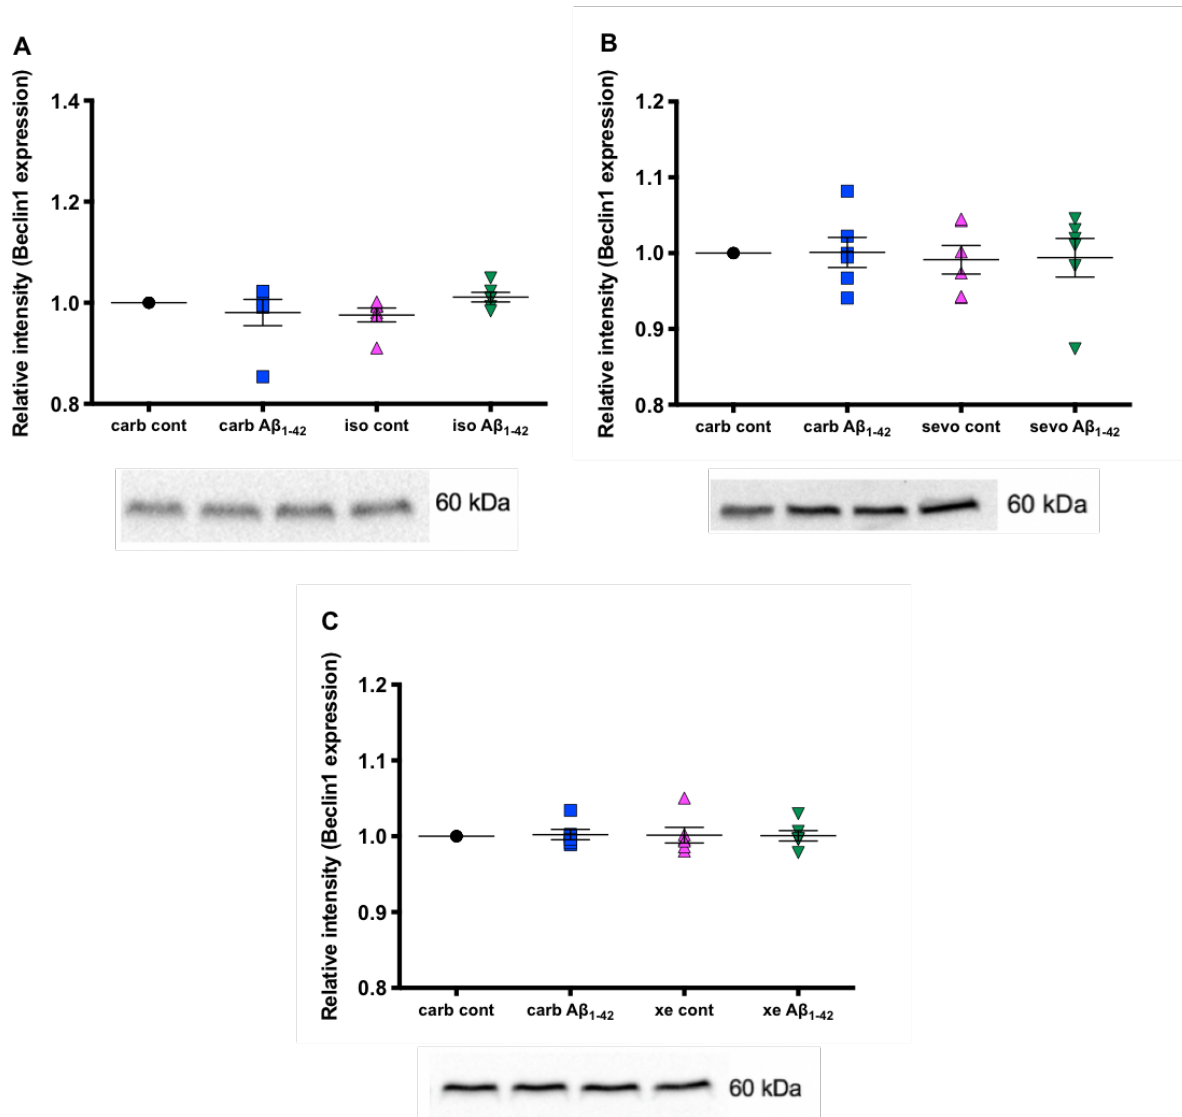 A
Relative intensity (Beclin1 expression)
1.4
1.2
1.0
0.8
carb cont carb Aβ₁₋₄₂ iso cont iso Aβ₁₋₄₂
60 kDa
B
Relative intensity (Beclin1 expression)
1.2
1.1
1.0
0.9
0.8
carb cont carb Aβ₁₋₄₂ sevo cont sevo Aβ₁₋₄₂
60 kDa
C
Relative intensity (Beclin1 expression)
1.2
1.1
1.0
0.9
0.8
carb cont carb Aβ₁₋₄₂ xe cont xe Aβ₁₋₄₂
60 kDa